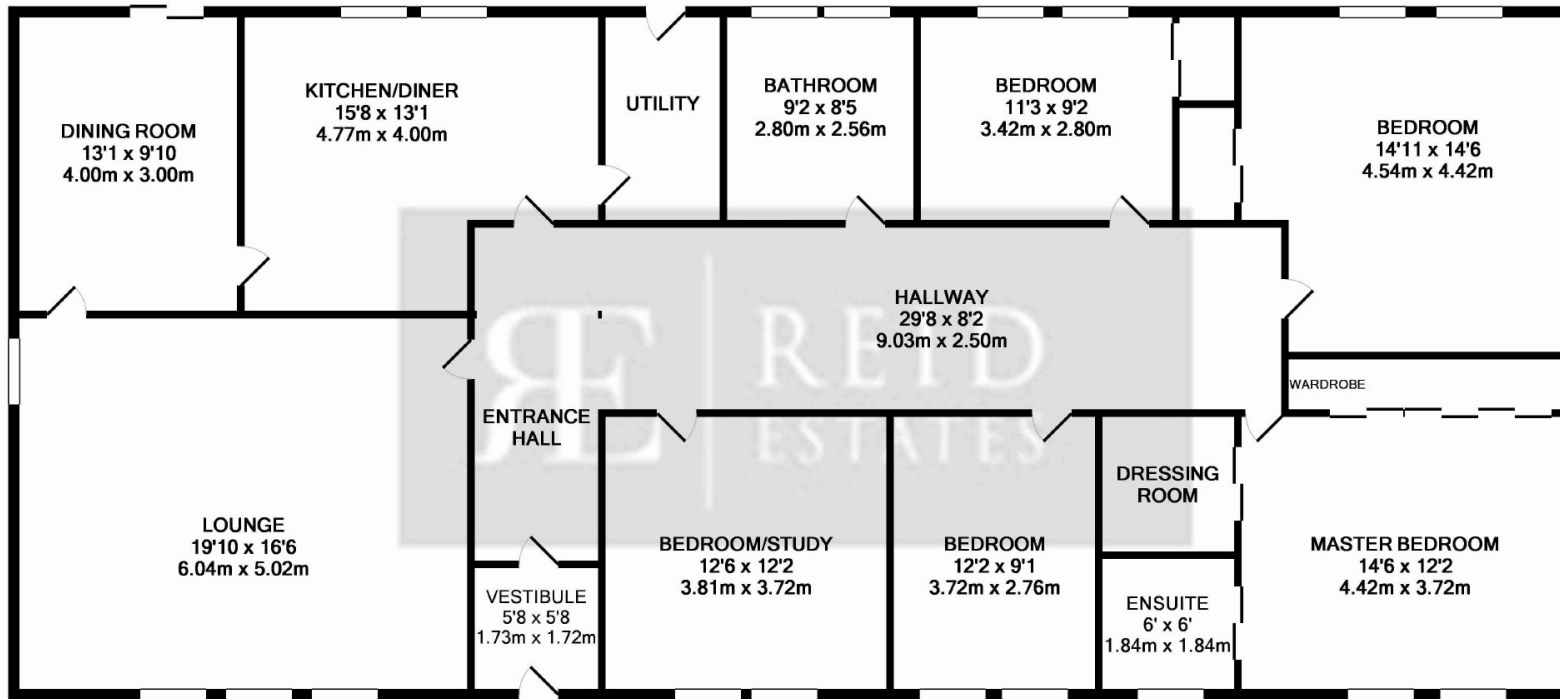 DINING ROOM
13'1 x 9'10
4.00m x 3.00m
KITCHEN/DINER
15'8 x 13'1
4.77m x 4.00m
UTILITY
BATHROOM
9'2 x 8'5
2.80m x 2.56m
BEDROOM
11'3 x 9'2
3.42m x 2.80m
BEDROOM
14'11 x 14'6
4.54m x 4.42m
HALLWAY
29'8 x 8'2
9.03m x 2.50m
RE
REID
ESTATES
WARDROBE
ENTRANCE
HALL
LOUNGE
19'10 x 16'6
6.04m x 5.02m
VESTIBULE
5'8 x 5'8
1.73m x 1.72m
BEDROOM/STUDY
12'6 x 12'2
3.81m x 3.72m
BEDROOM
12'2 x 9'1
3.72m x 2.76m
DRESSING
ROOM
ENSUITE
6' x 6'
1.84m x 1.84m
MASTER BEDROOM
14'6 x 12'2
4.42m x 3.72m